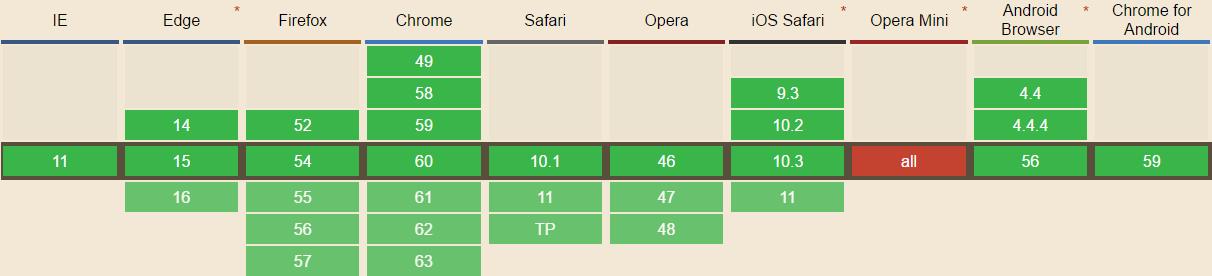 IE Edge * Firefox Chrome Safari Opera iOS Safari * Opera Mini * Android Browser * Chrome for Android
49
58 9.3 4.4
14 52 59 10.2 4.4.4
11 15 54 60 10.1 46 10.3 all 56 59
16 55 61 11 47 11
56 62 TP 48
57 63